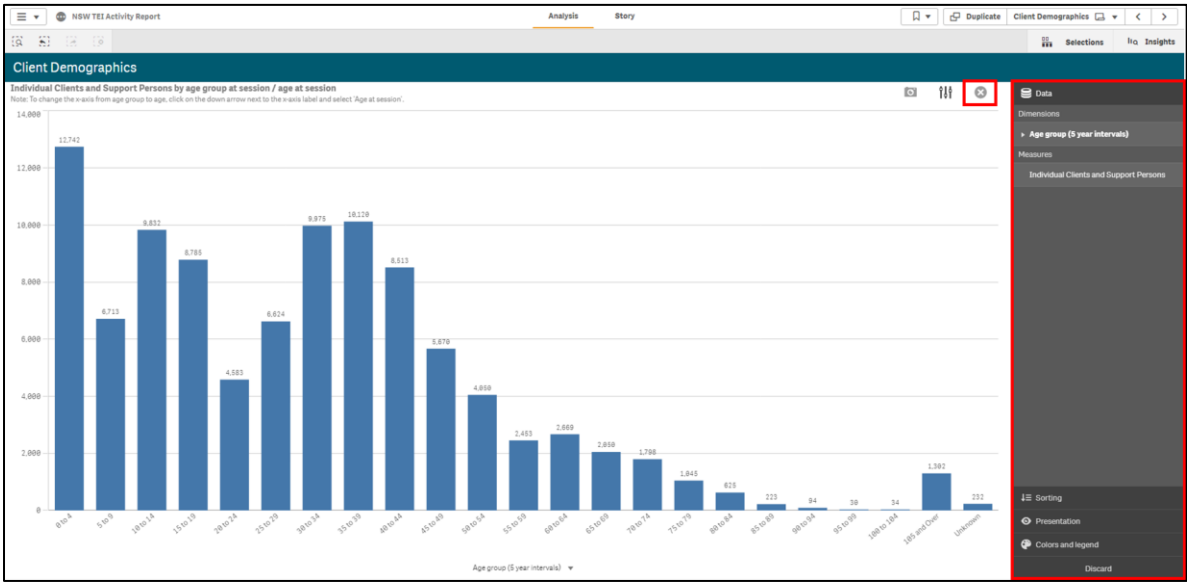 NSW TEI Activity Report
Analysis
Story
Duplicate
Client Demographics
Selections
Insights
Client Demographics
Individual Clients and Support Persons by age group at session / age at session
Note: To change the x-axis from age group to age, click on the down arrow next to the x-axis label and select 'Age at session'.
14,000
12,000
10,000
8,000
6,000
4,000
2,000
0
12,742
6,713
9,832
8,785
4,583
6,624
9,975
10,120
8,513
5,670
4,050
2,453
2,669
2,050
1,798
1,045
625
223
94
30
34
1,302
232
0 to 4
5 to 9
10 to 14
15 to 19
20 to 24
25 to 29
30 to 34
35 to 39
40 to 44
45 to 49
50 to 54
55 to 59
60 to 64
65 to 69
70 to 74
75 to 79
80 to 84
85 to 89
90 to 94
95 to 99
100 to 104
105 and Over
Unknown
Age group (5 year intervals)
Data
Dimensions
Age group (5 year intervals)
Measures
Individual Clients and Support Persons
Sorting
Presentation
Colors and legend
Discard